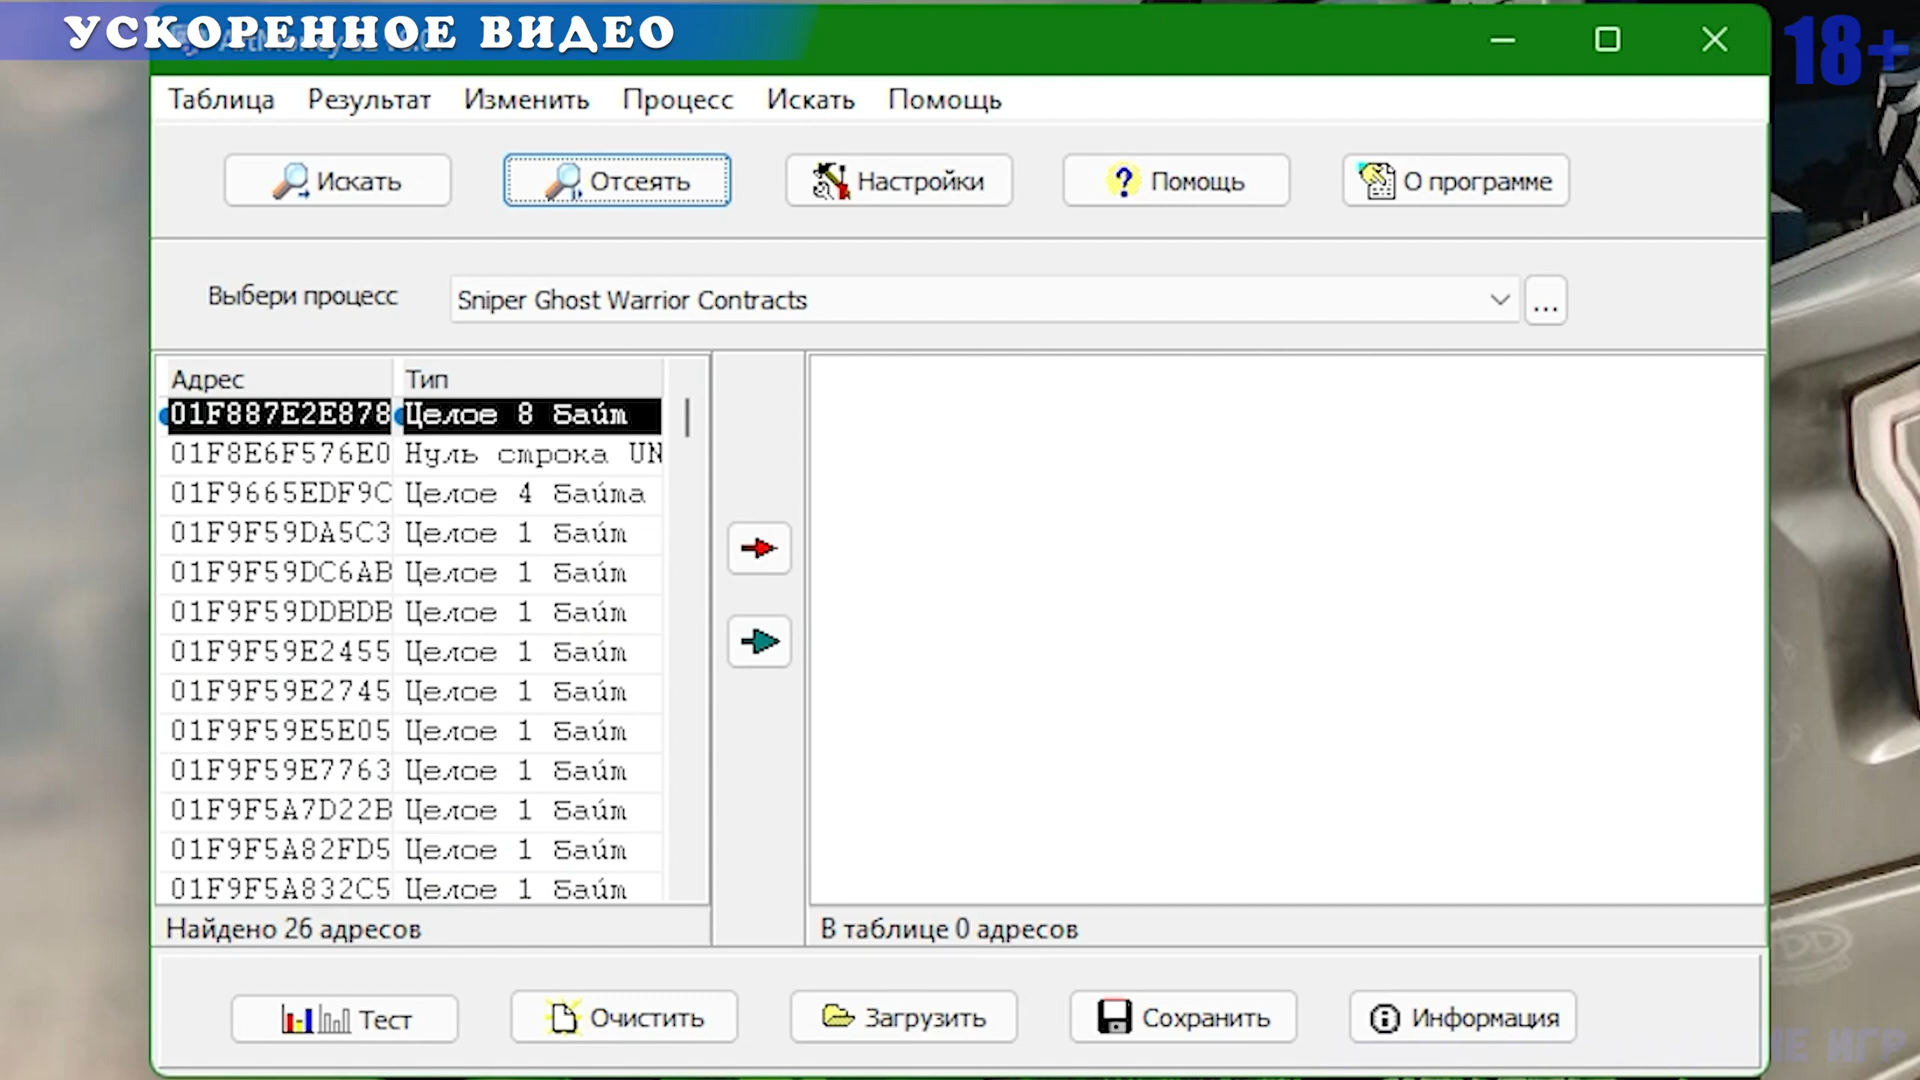 УСКОРЕННОЕ ВИДЕО
18+
Таблица Результат Изменить Процесс Искать Помощь
Искать Отсеять Настройки Помощь О программе
Выбери процесс Sniper Ghost Warrior Contracts ...
Адрес Тип
01F887E2E878 Целое 8 байт
01F8E6F576E0 Нуль строка UN
01F9665EDF9C Целое 4 байта
01F9F59DA5C3 Целое 1 байт
01F9F59DC6AB Целое 1 байт
01F9F59DDBDB Целое 1 байт
01F9F59E2455 Целое 1 байт
01F9F59E2745 Целое 1 байт
01F9F59E5E05 Целое 1 байт
01F9F59E7763 Целое 1 байт
01F9F5A7D22B Целое 1 байт
01F9F5A82FD5 Целое 1 байт
01F9F5A832C5 Целое 1 байт
Найдено 26 адресов
В таблице 0 адресов
Тест Очистить Загрузить Сохранить Информация
ИГР